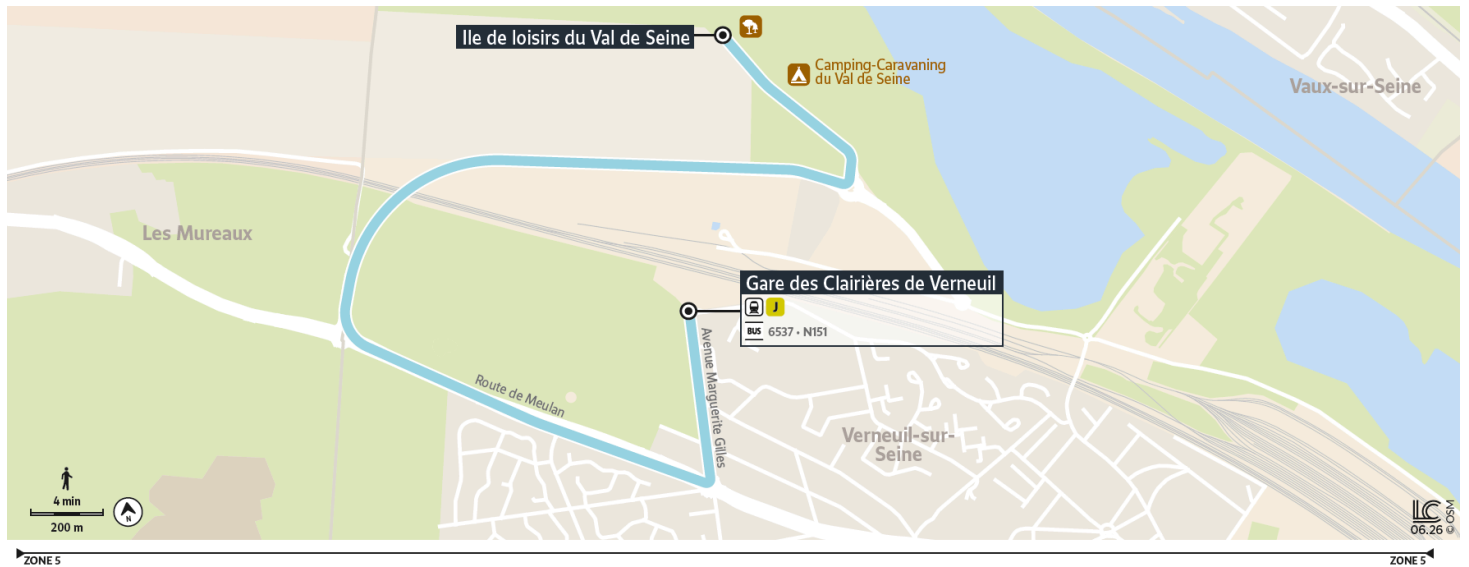 Ile de loisirs du Val de Seine
Camping-Caravaning
du Val de Seine
Vaux-sur-Seine
Les Mureaux
Gare des Clairières de Verneuil
J
BUS 6537 • N151
Avenue Marguerite Gilles
Route de Meulan
Verneuil-sur-
Seine
4 min
200 m
N
LC
06.26 © OSM
ZONE 5
ZONE 5